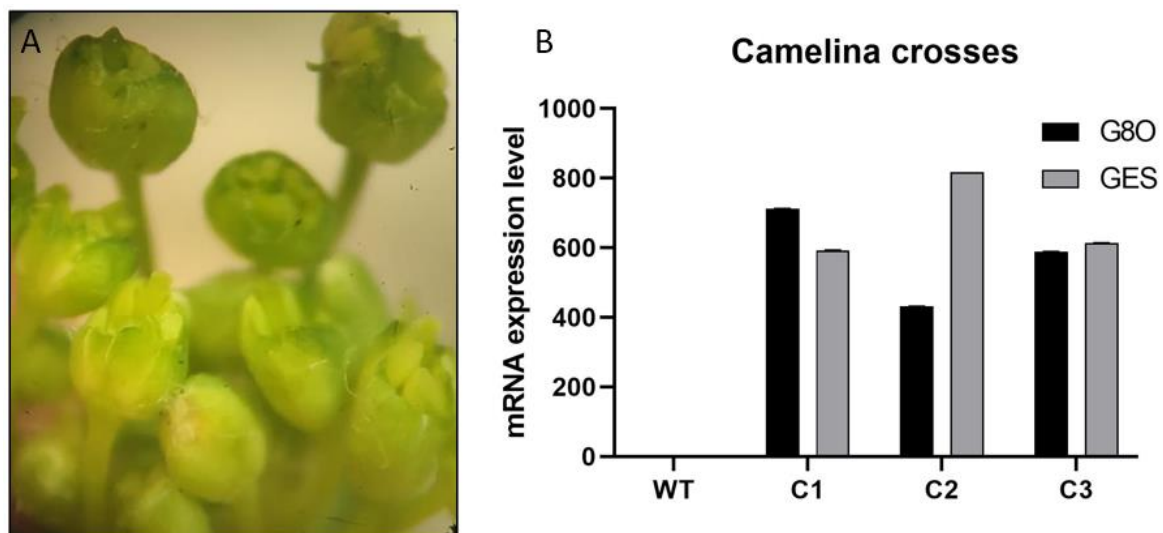 A
B
Camelina crosses
mRNA expression level
1000
800
600
400
200
0
G8O
GES
WT C1 C2 C3